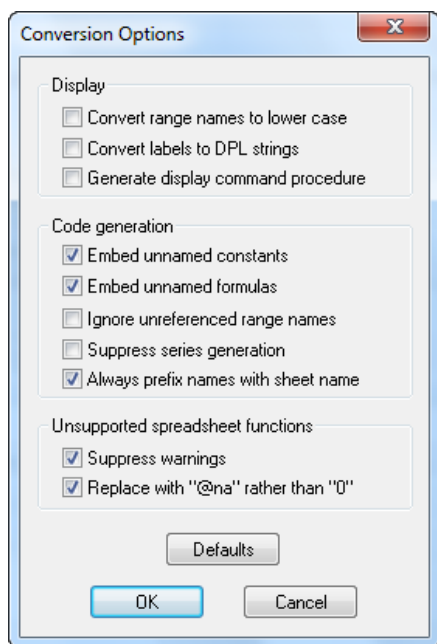 Conversion Options
Display
Convert range names to lower case
Convert labels to DPL strings
Generate display command procedure
Code generation
Embed unnamed constants
Embed unnamed formulas
Ignore unreferenced range names
Suppress series generation
Always prefix names with sheet name
Unsupported spreadsheet functions
Suppress warnings
Replace with "@na" rather than "0"
Defaults
OK
Cancel